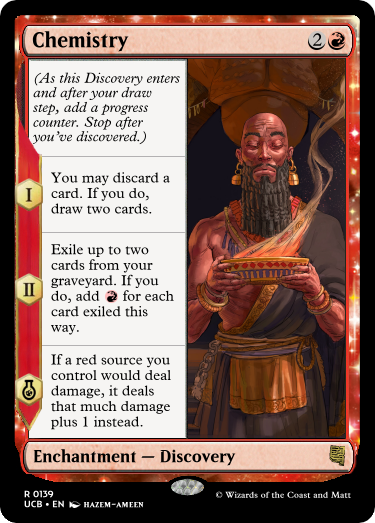 Chemistry 2
(As this Discovery enters
and after your draw
step, add a progress
counter. Stop after
you've discovered.)
I
You may discard a
card. If you do,
draw two cards.
II
Exile up to two
cards from your
graveyard. If you
do, add for each
card exiled this
way.
If a red source you
control would deal
damage, it deals
that much damage
plus 1 instead.
Enchantment — Discovery
R 0139
UCB • EN HAZEM-AMEEN
© Wizards of the Coast and Matt